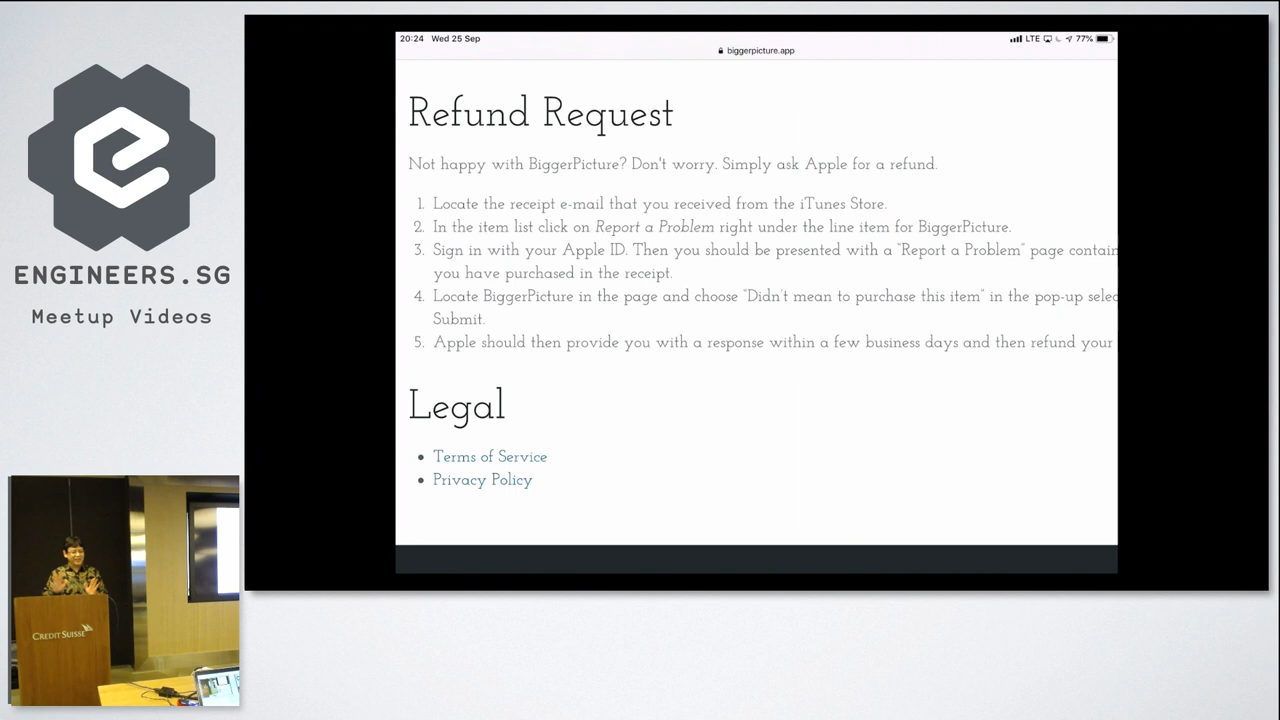 ENGINEERS.SG
Meetup Videos
20:24 Wed 25 Sep
LTE 77%
biggerpicture.app
Refund Request
Not happy with BiggerPicture? Don't worry. Simply ask Apple for a refund.
1. Locate the receipt e-mail that you received from the iTunes Store.
2. In the item list click on Report a Problem right under the line item for BiggerPicture.
3. Sign in with your Apple ID. Then you should be presented with a “Report a Problem” page contain
you have purchased in the receipt.
4. Locate BiggerPicture in the page and choose “Didn't mean to purchase this item” in the pop-up selec
Submit.
5. Apple should then provide you with a response within a few business days and then refund your
Legal
• Terms of Service
• Privacy Policy
CREDIT SUISSE